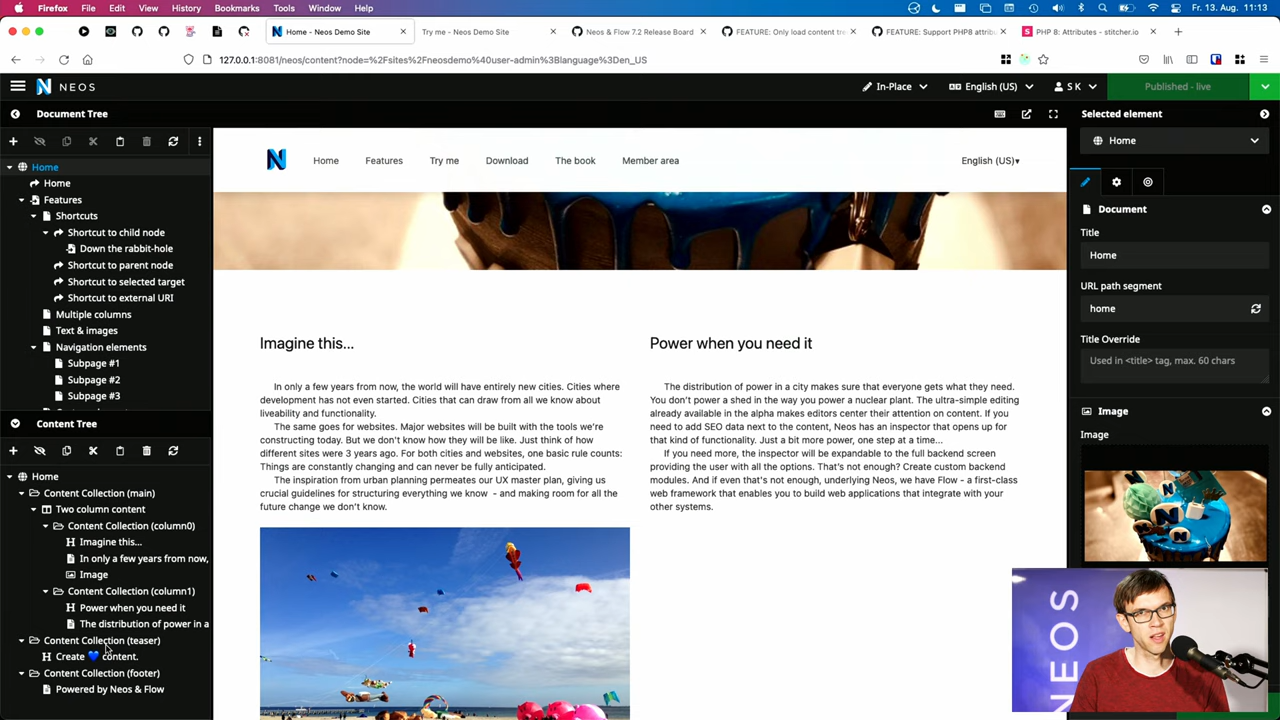 Firefox File Edit View History Bookmarks Tools Window Help Fr. 13. Aug. 11:13
Home - Neos Demo Site
Try me - Neos Demo Site
Neos & Flow 7.2 Release Board
FEATURE: Only load content tre
FEATURE: Support PHP8 attribu
PHP 8: Attributes - stitcher.io
127.0.0.1:8081/neos/content?node=%2Fsites%2Fneosdemo%40user-admin%3Blanguage%3Den_US
NEOS
In-Place
English (US)
S K
Published - live
Document Tree
Home
Home
Features
Shortcuts
Shortcut to child node
Down the rabbit-hole
Shortcut to parent node
Shortcut to selected target
Shortcut to external URI
Multiple columns
Text & images
Navigation elements
Subpage #1
Subpage #2
Subpage #3
Content Tree
Home
Content Collection (main)
Two column content
Content Collection (column0)
Imagine this...
In only a few years from now,
Image
Content Collection (column1)
Power when you need it
The distribution of power in a
Content Collection (teaser)
Create 💙 content.
Content Collection (footer)
Powered by Neos & Flow
Home Features Try me Download The book Member area English (US)▾
Imagine this...
In only a few years from now, the world will have entirely new cities. Cities where
development has not even started. Cities that can draw from all we know about
liveability and functionality.
The same goes for websites. Major websites will be built with the tools we're
constructing today. But we don't know how they will be like. Just think of how
different sites were 3 years ago. For both cities and websites, one basic rule counts:
Things are constantly changing and can never be fully anticipated.
The inspiration from urban planning permeates our UX master plan, giving us
crucial guidelines for structuring everything we know - and making room for all the
future change we don't know.
Power when you need it
The distribution of power in a city makes sure that everyone gets what they need.
You don't power a shed in the way you power a nuclear plant. The ultra-simple editing
already available in the alpha makes editors center their attention on content. If you
need to add SEO data next to the content, Neos has an inspector that opens up for
that kind of functionality. Just a bit more power, one step at a time...
If you need more, the inspector will be expandable to the full backend screen
providing the user with all the options. That's not enough? Create custom backend
modules. And if even that's not enough, underlying Neos, we have Flow - a first-class
web framework that enables you to build web applications that integrate with your
other systems.
Selected element
Home
Document
Title
Home
URL path segment
home
Title Override
Used in <title> tag, max. 60 chars
Image
Image
NEOS